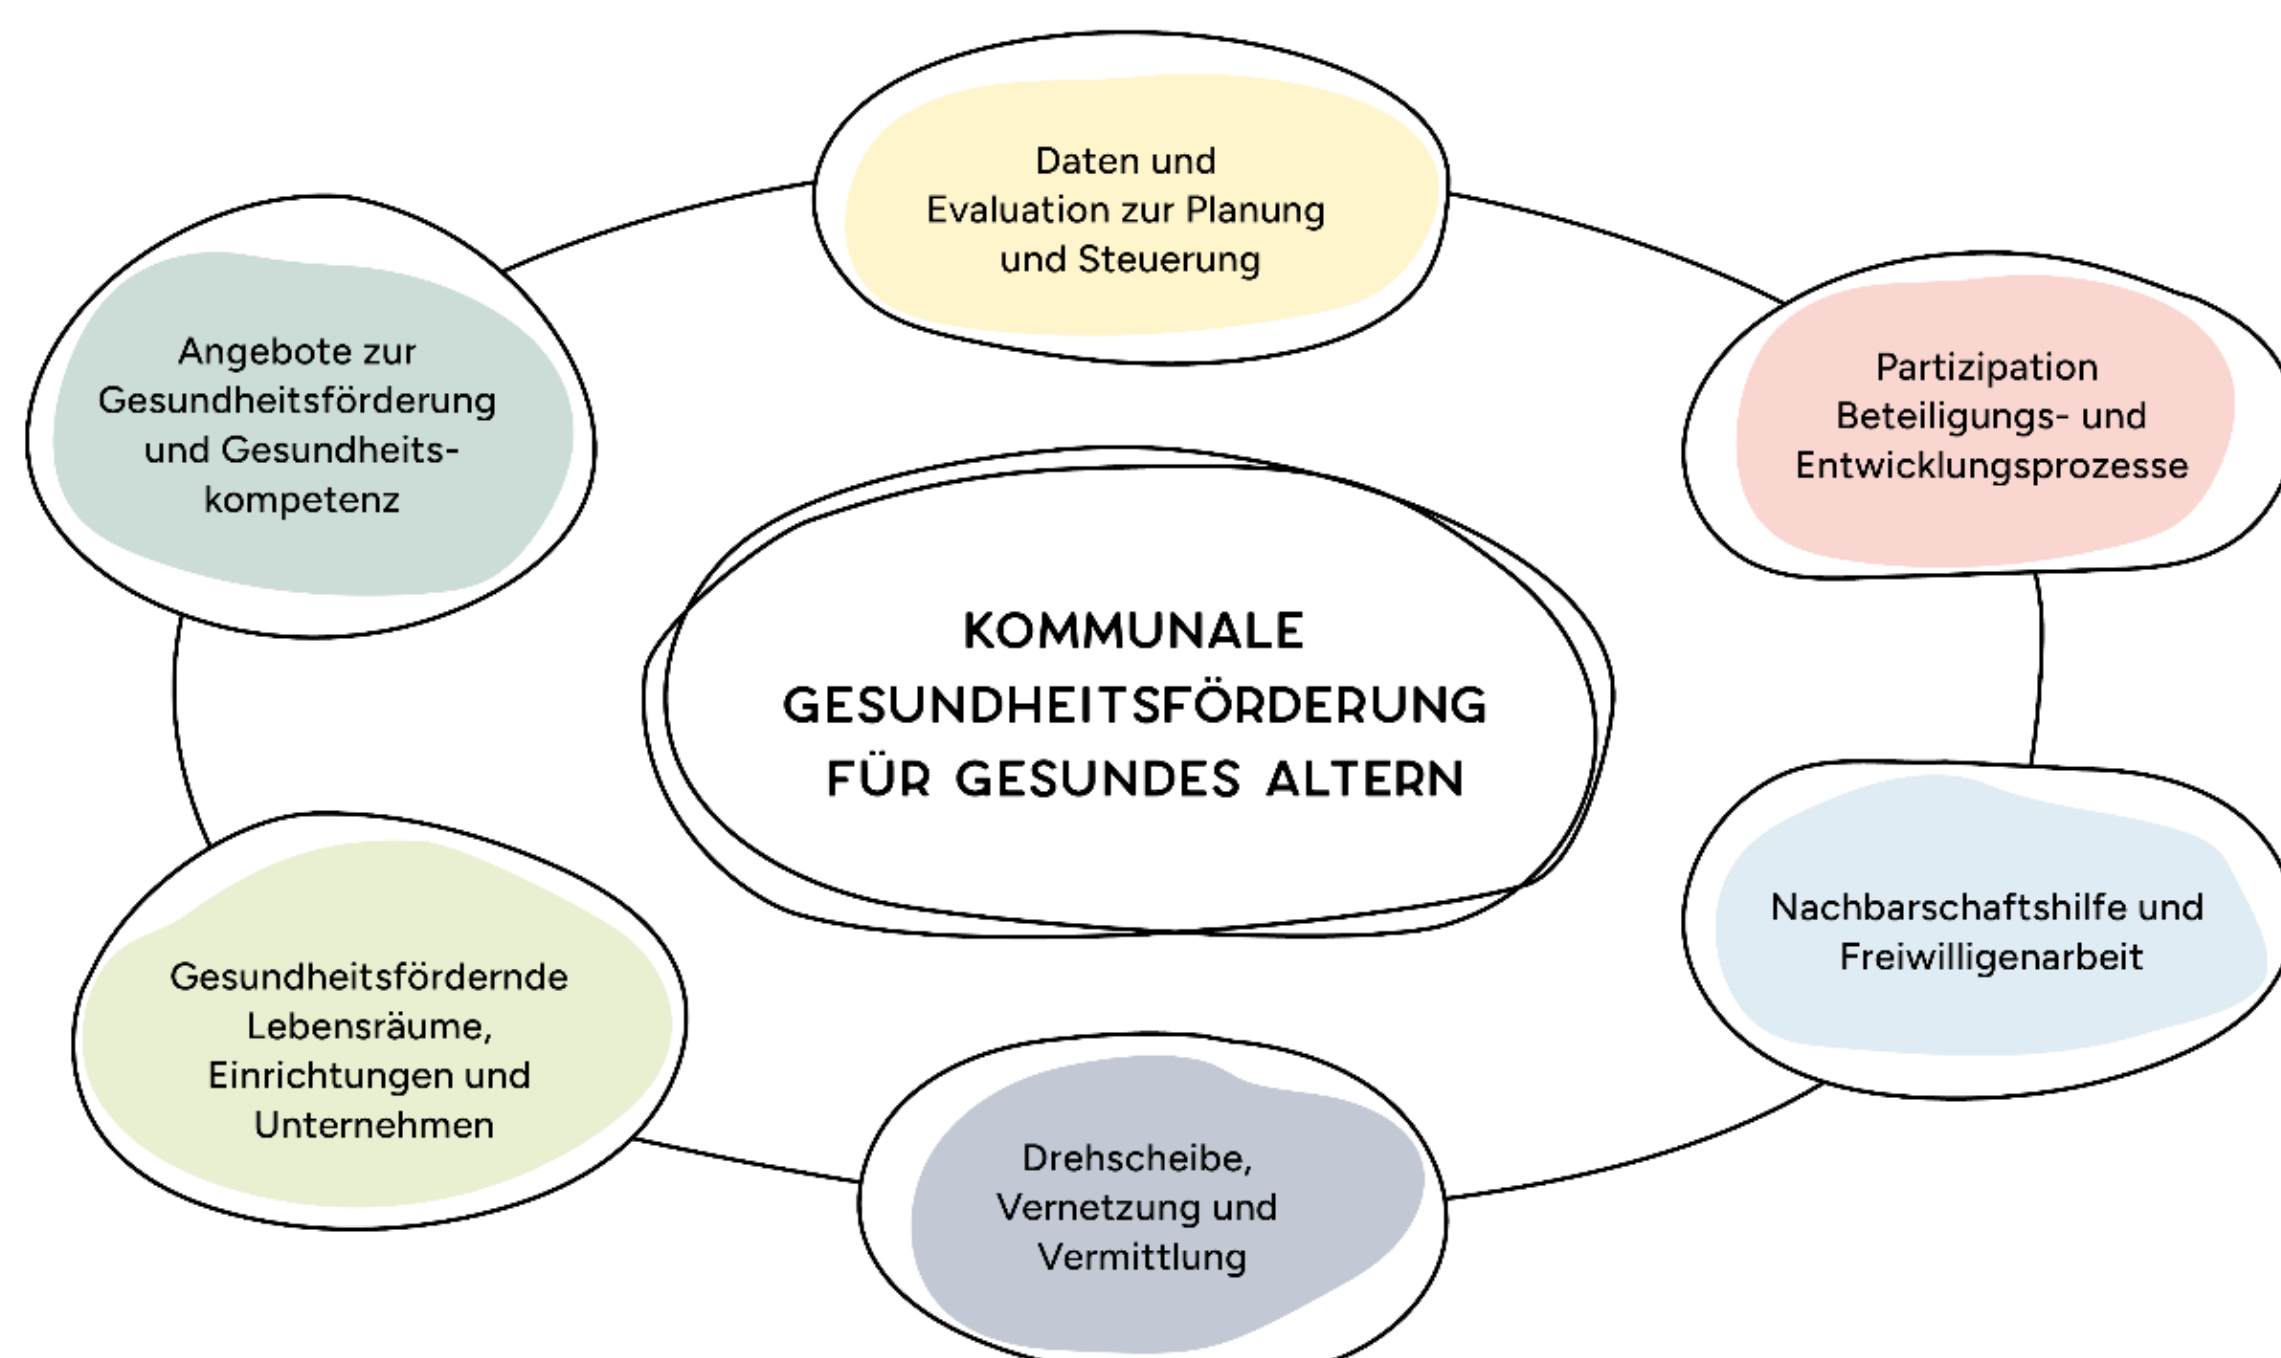 Daten und
Evaluation zur Planung
und Steuerung
Angebote zur
Gesundheitsförderung
und Gesundheits-
kompetenz
Partizipation
Beteiligungs- und
Entwicklungsprozesse
KOMMUNALE
GESUNDHEITSFÖRDERUNG
FÜR GESUNDES ALTERN
Nachbarschaftshilfe und
Freiwilligenarbeit
Gesundheitsfördernde
Lebensräume,
Einrichtungen und
Unternehmen
Drehscheibe,
Vernetzung und
Vermittlung